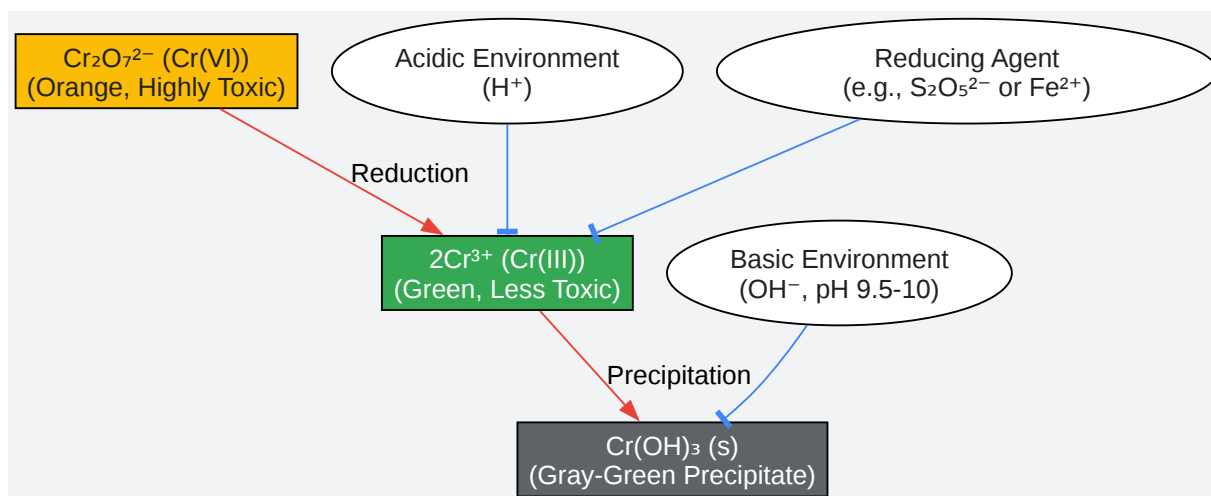 Cr₂O₇²⁻ (Cr(VI))
(Orange, Highly Toxic)
Acidic Environment
(H⁺)
Reducing Agent
(e.g., S₂O₅²⁻ or Fe²⁺)
Reduction
2Cr³⁺ (Cr(III))
(Green, Less Toxic)
Basic Environment
(OH⁻, pH 9.5-10)
Precipitation
Cr(OH)₃ (s)
(Gray-Green Precipitate)